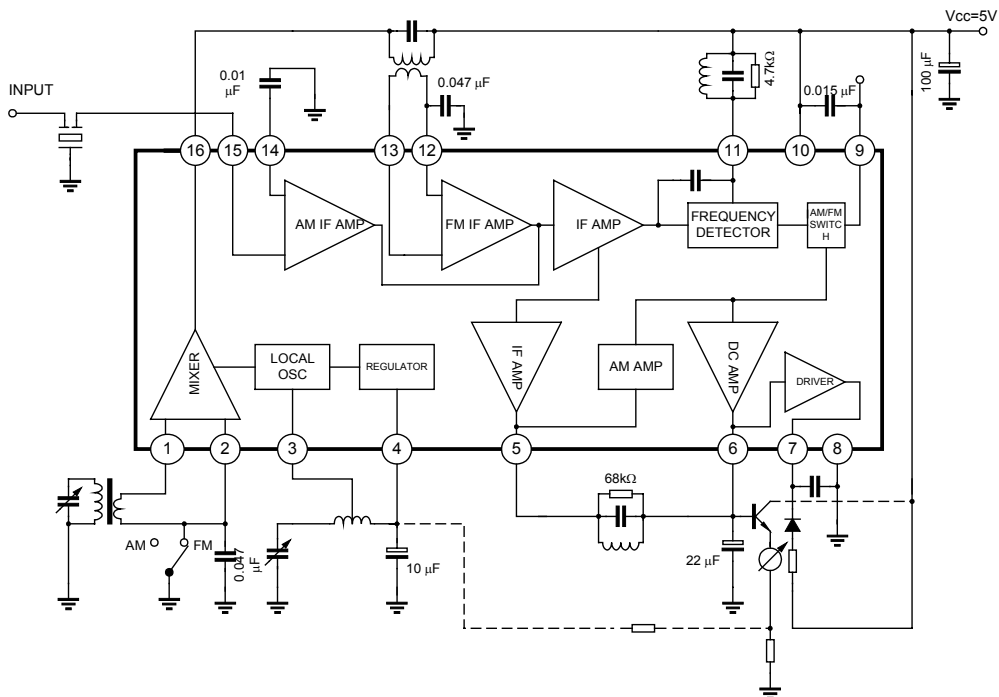 Vcc=5V
0.01
μF
0.047 μF
4.7kΩ
0.015 μF
100 μF
INPUT
16
15
14
13
12
11
10
9
AM IF AMP
FM IF AMP
IF AMP
FREQUENCY
DETECTOR
AM/FM
SWITC
H
MIXER
LOCAL
OSC
REGULATOR
IF AMP
AM AMP
DC AMP
DRIVER
1
2
3
4
5
6
7
8
68kΩ
AM
FM
0.047
μF
10 μF
22 μF